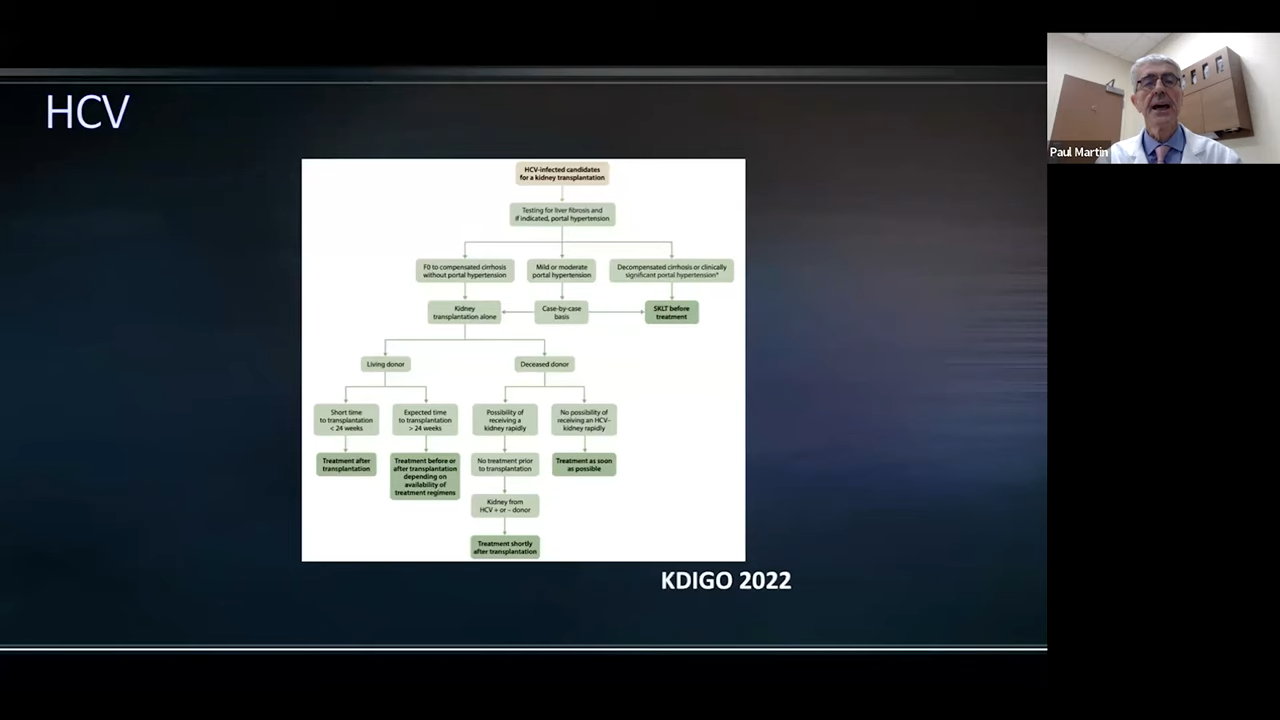 HCV
Paul Martin
HCV-infected candidates
for a kidney transplantation
Testing for liver fibrosis and
if indicated, portal hypertension
F0 to compensated cirrhosis
without portal hypertension
Mild or moderate
portal hypertension
Decompensated cirrhosis or clinically
significant portal hypertension*
Kidney
transplantation alone
Case-by-case
basis
SKLT before
treatment
Living donor
Deceased donor
Short time
to transplantation
< 24 weeks
Expected time
to transplantation
> 24 weeks
Possibility of
receiving a
kidney rapidly
No possibility of
receiving an HCV–
kidney rapidly
Treatment after
transplantation
Treatment before or
after transplantation
depending on
availability of
treatment regimens
No treatment prior
to transplantation
Treatment as soon
as possible
Kidney from
HCV + or – donor
Treatment shortly
after transplantation
KDIGO 2022